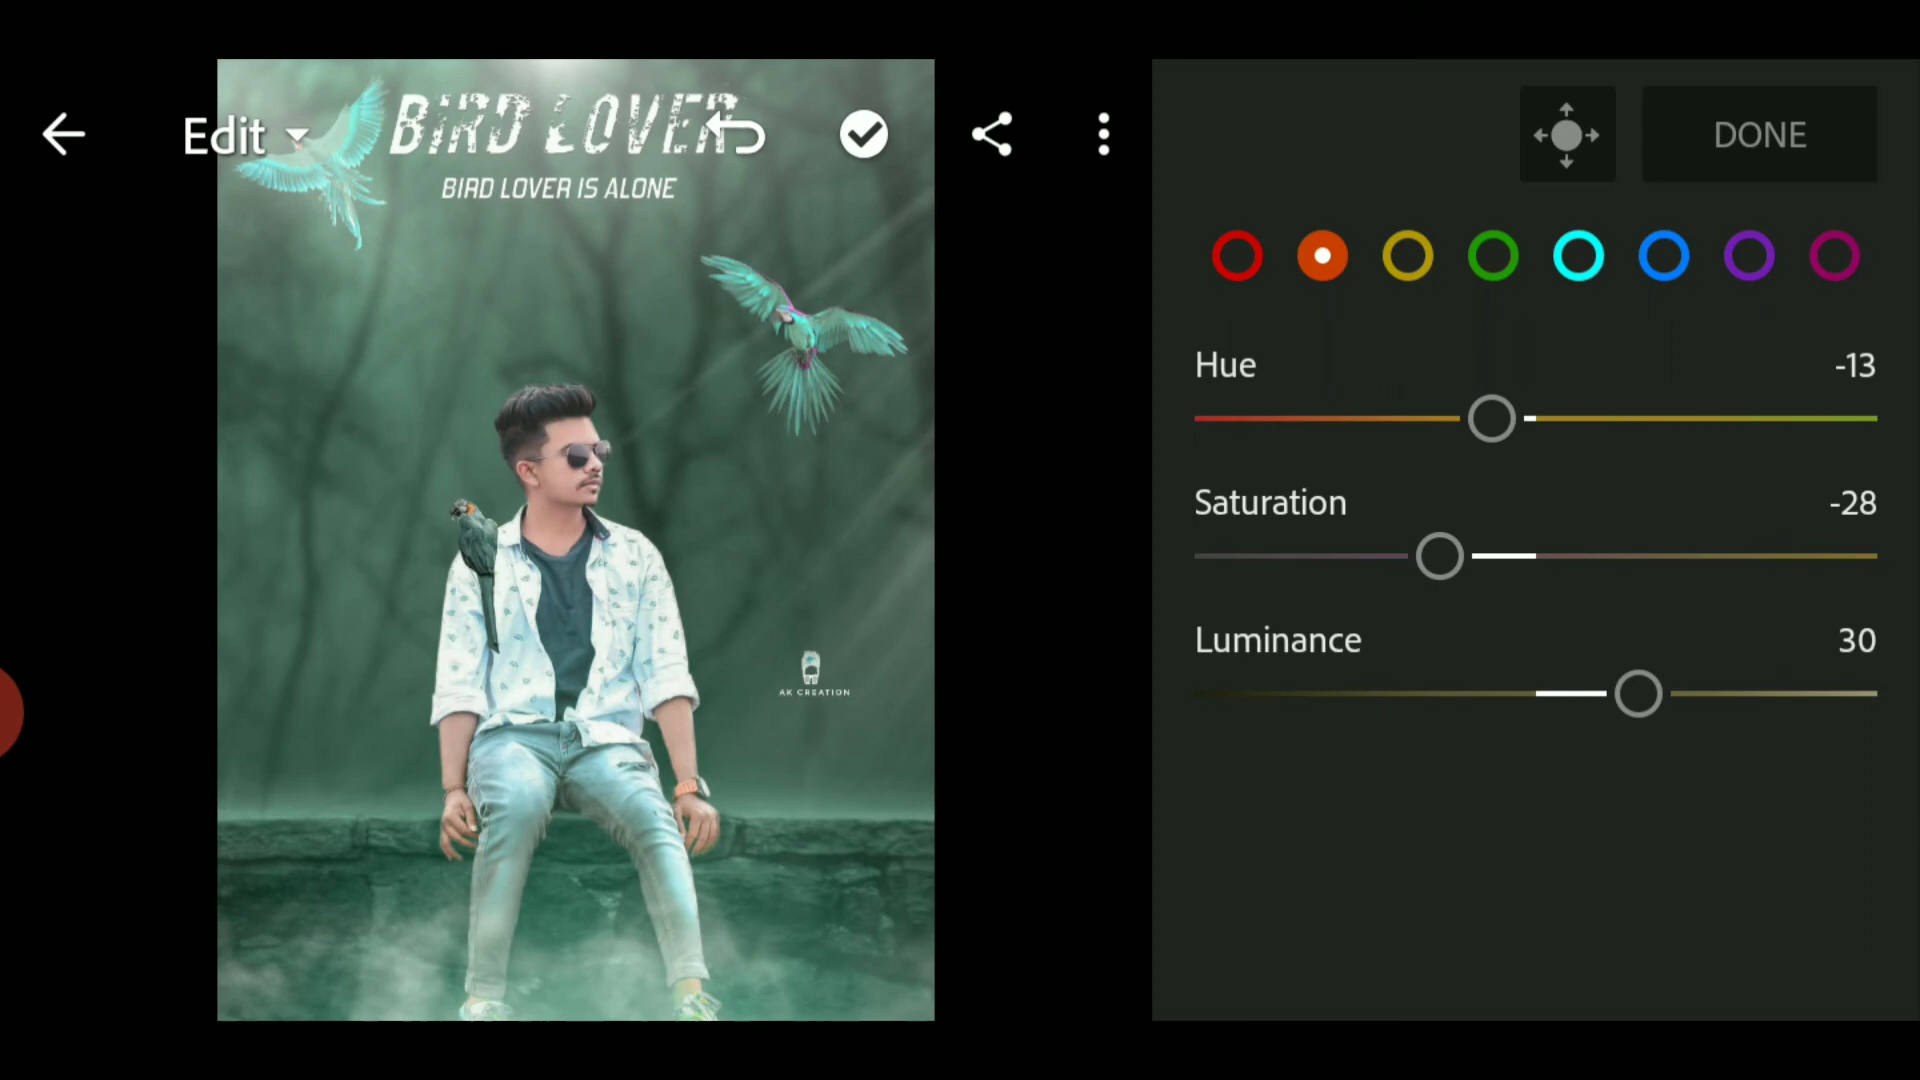 Edit
BIRD LOVER
BIRD LOVER IS ALONE
AK CREATION
DONE
Hue -13
Saturation -28
Luminance 30